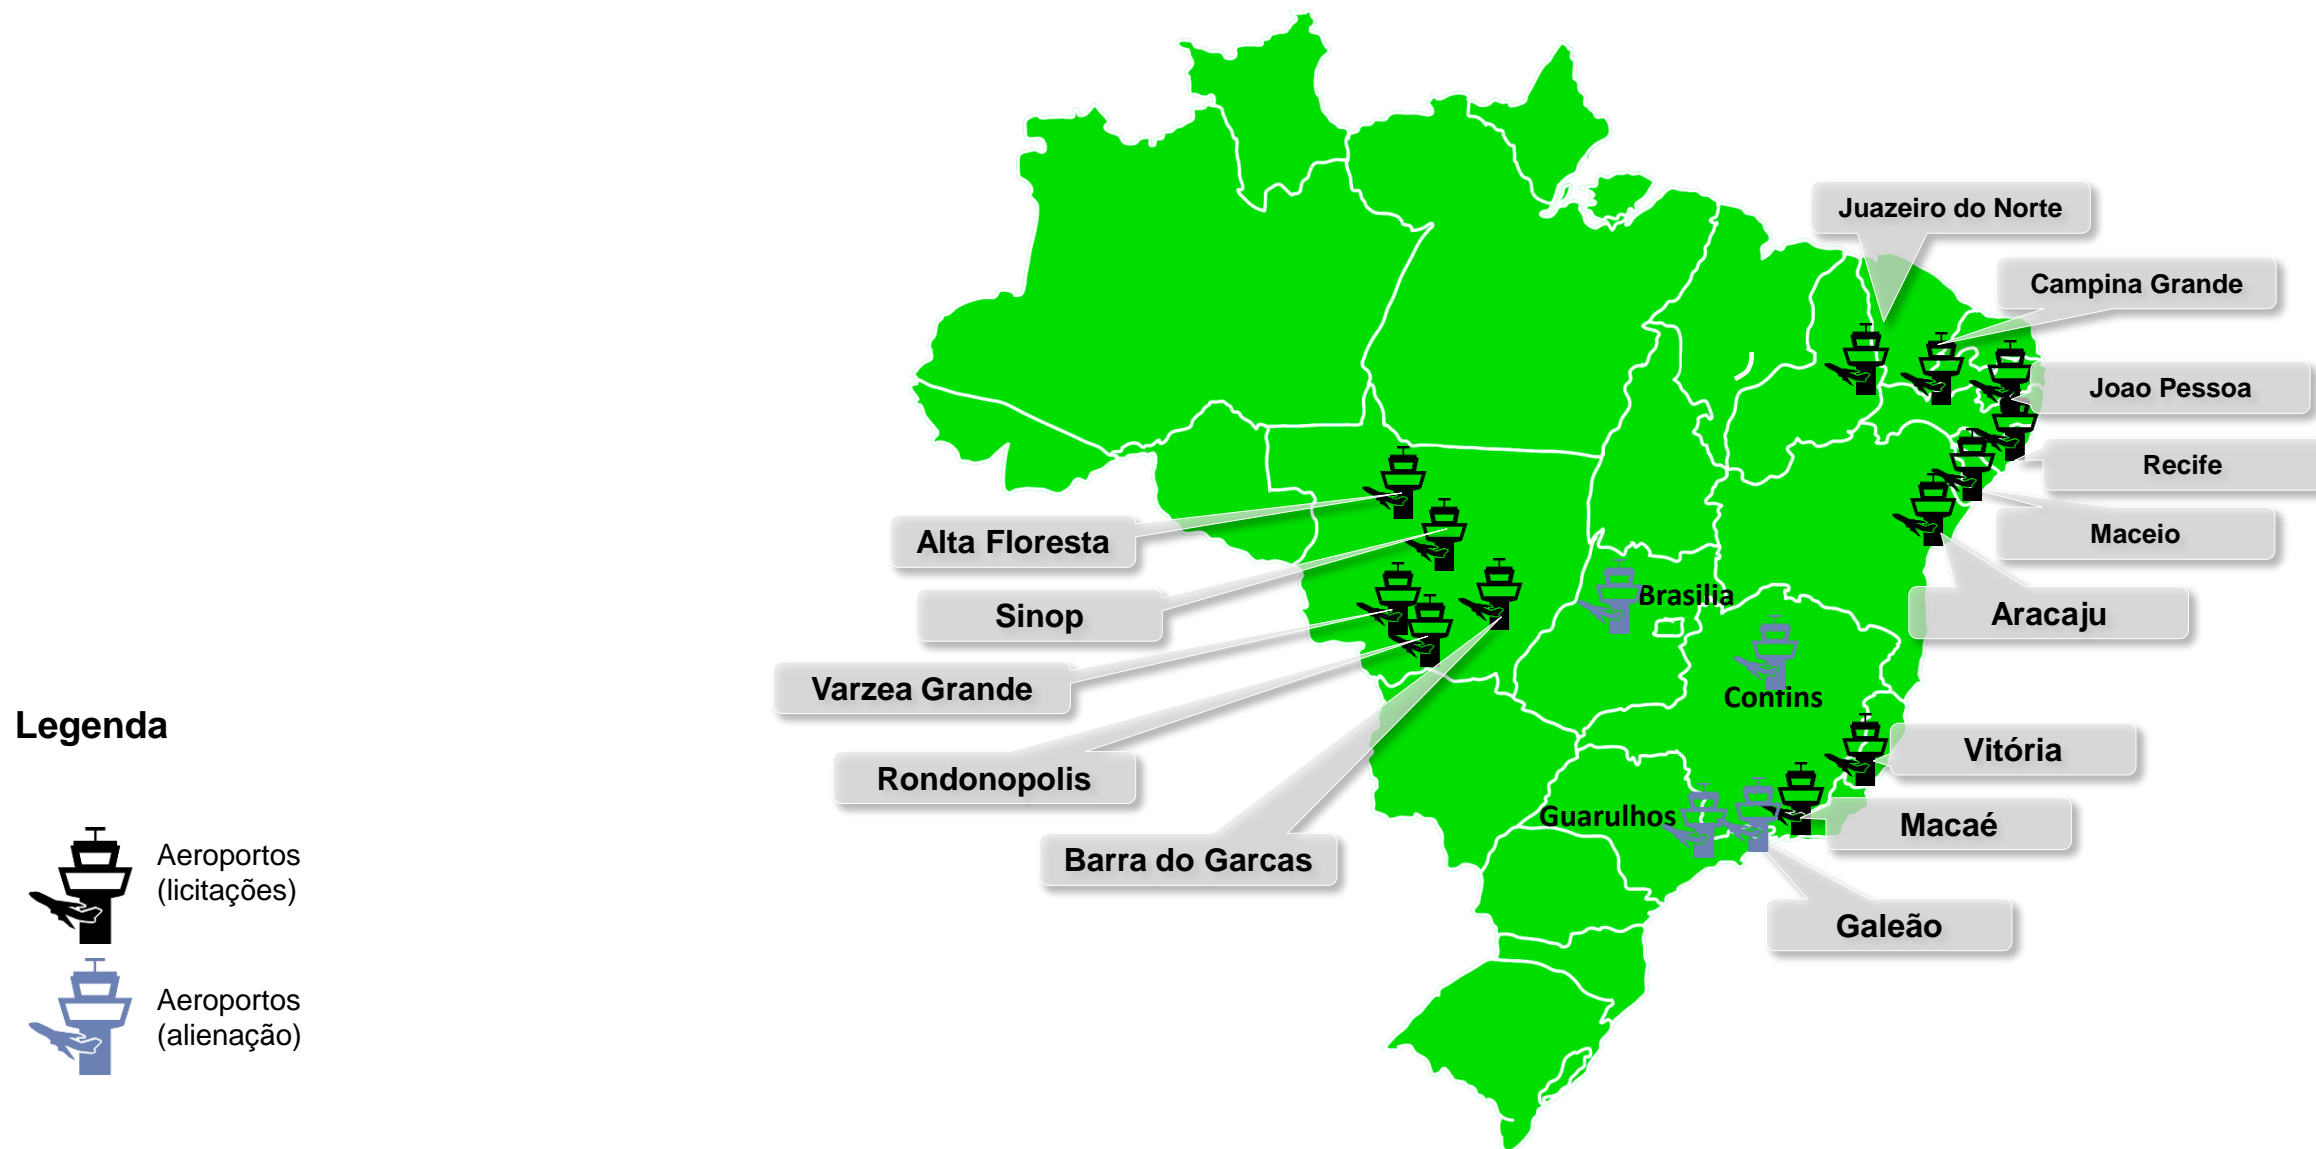 Juazeiro do Norte
Campina Grande
Joao Pessoa
Recife
Alta Floresta
Maceio
Brasilia
Sinop
Aracaju
Varzea Grande
Confins
Legenda
Vitória
Rondonopolis
Guarulhos
Macaé
Barra do Garcas
Aeroportos
(licitações)
Galeão
Aeroportos
(alienação)